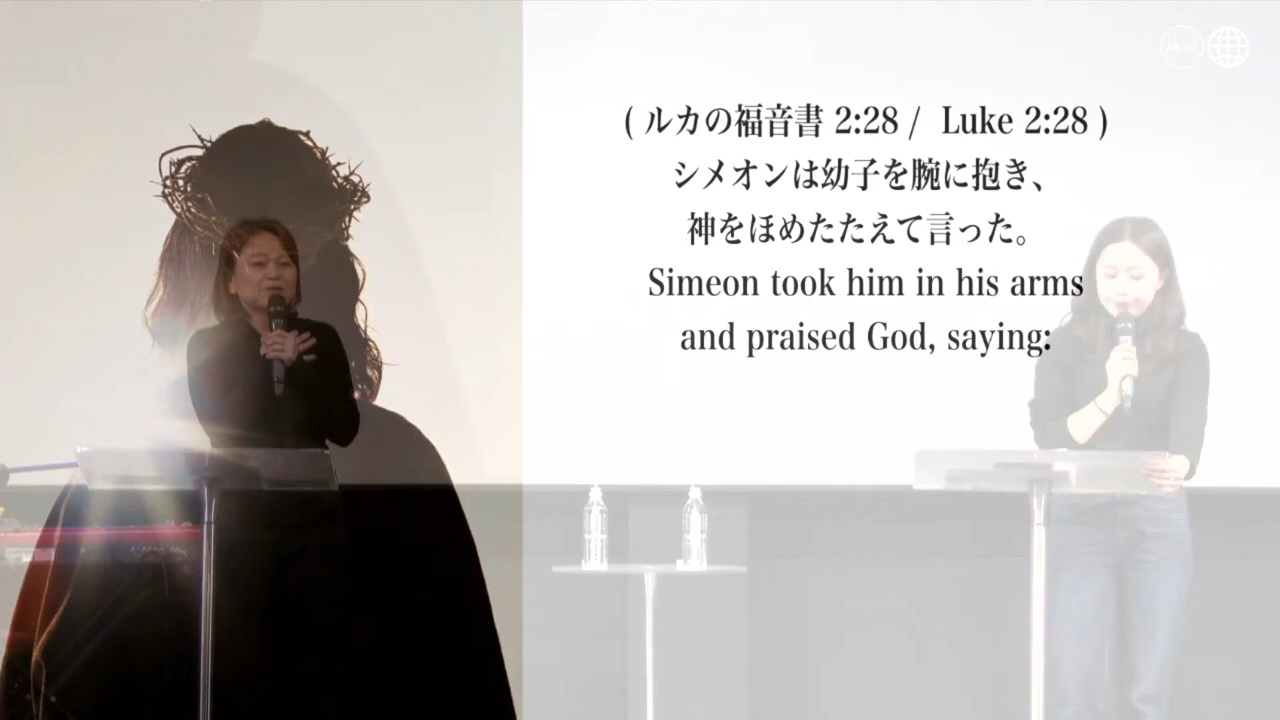 ( ルカの福音書 2:28 / Luke 2:28 )
シメオンは幼子を腕に抱き、
神をほめたたえて言った。
Simeon took him in his arms
and praised God, saying: